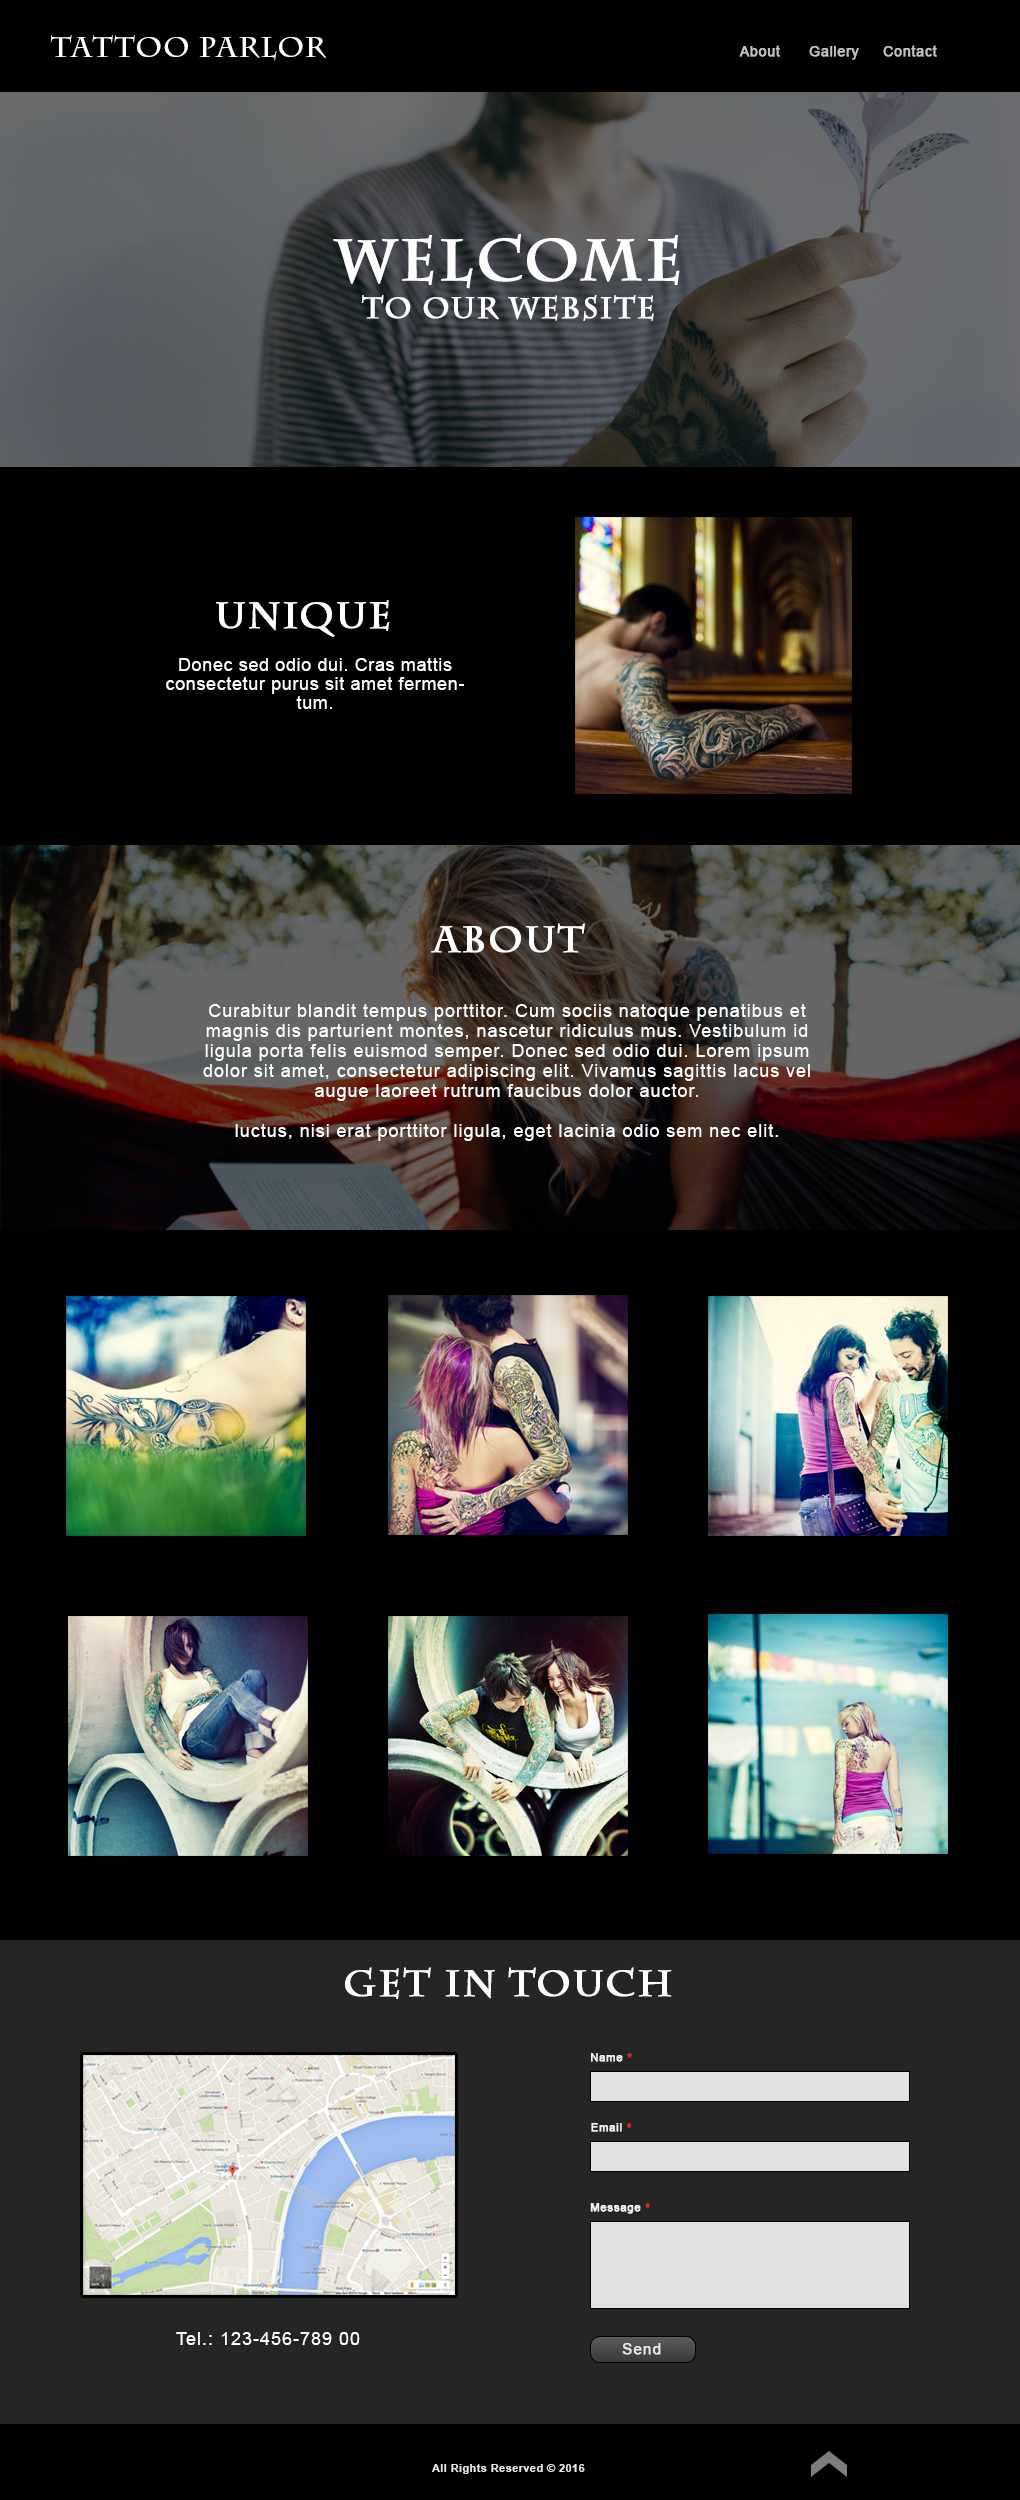 TATTOO PARLOR
About Gallery Contact
WELCOME
TO OUR WEBSITE
UNIQUE
Donec sed odio dui. Cras mattis
consectetur purus sit amet fermen-
tum.
ABOUT
Curabitur blandit tempus porttitor. Cum sociis natoque penatibus et
magnis dis parturient montes, nascetur ridiculus mus. Vestibulum id
ligula porta felis euismod semper. Donec sed odio dui. Lorem ipsum
dolor sit amet, consectetur adipiscing elit. Vivamus sagittis lacus vel
augue laoreet rutrum faucibus dolor auctor.
luctus, nisi erat porttitor ligula, eget lacinia odio sem nec elit.
GET IN TOUCH
London
Tel.: 123-456-789 00
Name *
Email *
Message *
Send
All Rights Reserved © 2016